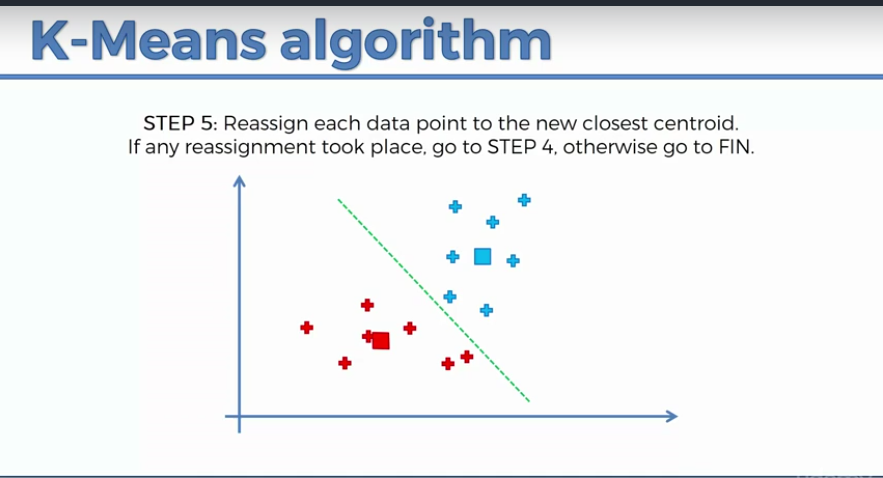 K-Means algorithm
STEP 5: Reassign each data point to the new closest centroid.
If any reassignment took place, go to STEP 4, otherwise go to FIN.